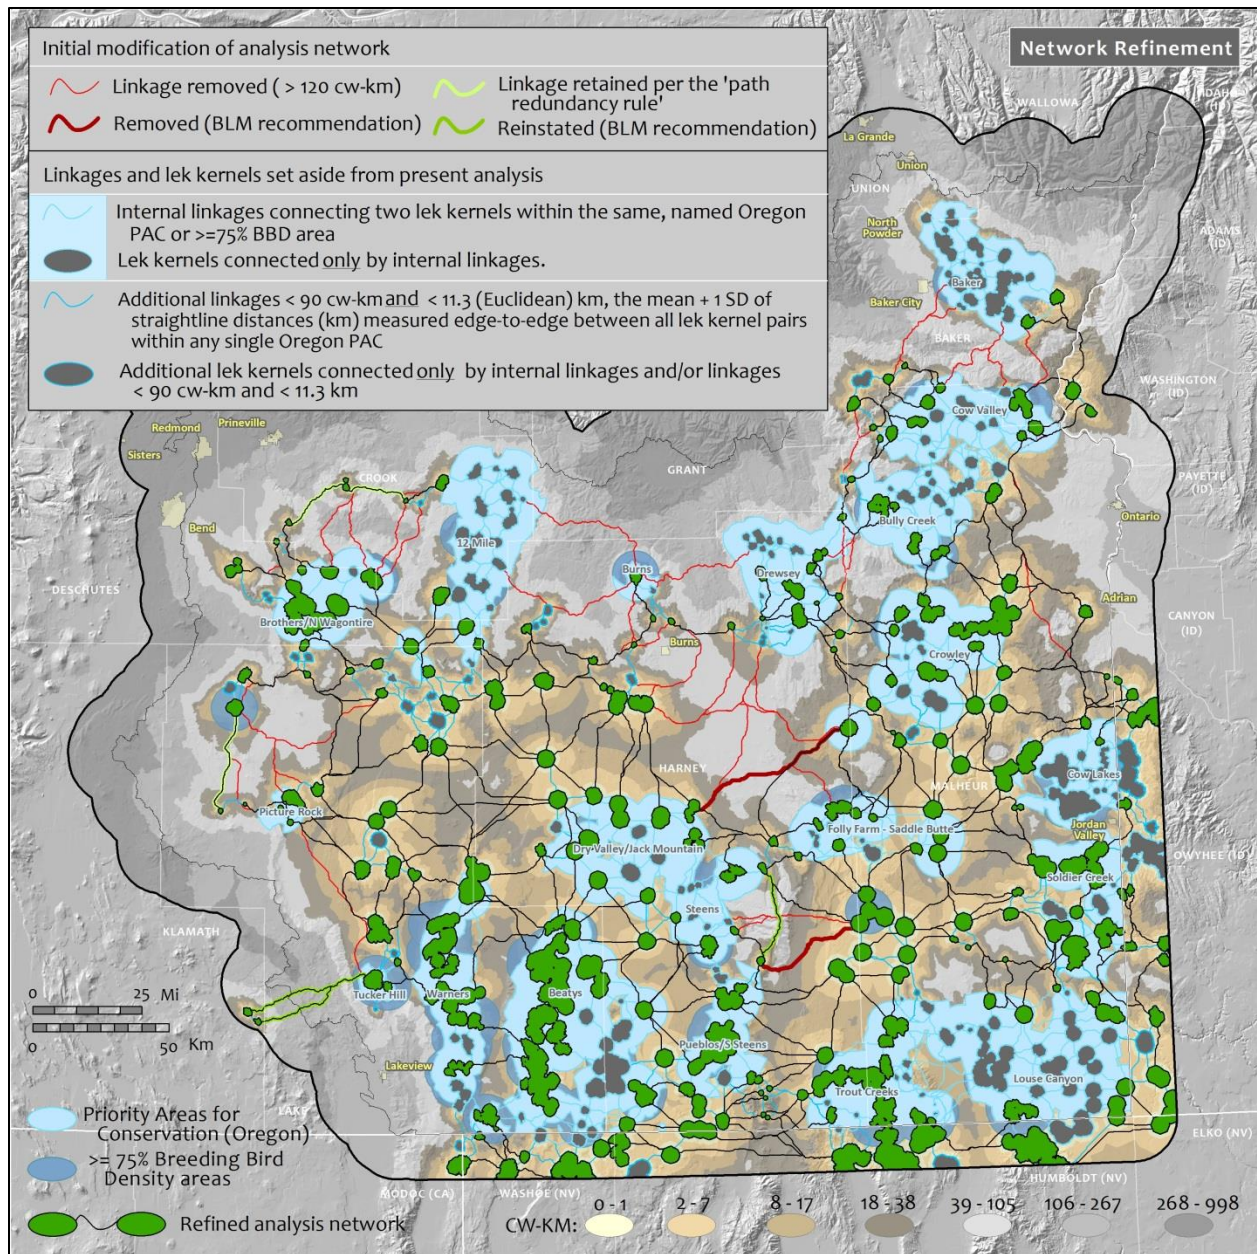 Network Refinement
Initial modification of analysis network
Linkage removed ( > 120 cw-km)
Linkage retained per the 'path
redundancy rule'
Removed (BLM recommendation)
Reinstated (BLM recommendation)
Linkages and lek kernels set aside from present analysis
Internal linkages connecting two lek kernels within the same, named Oregon
PAC or >=75% BBD area
Lek kernels connected only by internal linkages.
Additional linkages < 90 cw-km and < 11.3 (Euclidean) km, the mean + 1 SD of
straightline distances (km) measured edge-to-edge between all lek kernel pairs
within any single Oregon PAC
Additional lek kernels connected only by internal linkages and/or linkages
< 90 cw-km and < 11.3 km
IDAHO
(ID)
WALLOWA
La Grande
Union
UNION
North
Powder
ADAMS
(ID)
Baker
Baker City
BAKER
WASHINGTON
(ID)
Cow Valley
Redmond
Prineville
Sisters
GRANT
CROOK
PAYETTE
(ID)
Bend
Bully Creek
Ontario
12 Mile
Burns
Drewsey
DESCHUTES
Adrian
Brothers/N Wagontire
CANYON
(ID)
Burns
Crowley
HARNEY
MALHEUR
Cow Lakes
Picture Rock
Folly Farm - Saddle Butte
Jordan
Valley
Dry Valley/Jack Mountain
OWYHEE (ID)
Soldier Creek
Steens
KLAMATH
Tucker Hill
Warners
Beatys
0 25 Mi
0 50 Km
Pueblos/S Steens
Lakeview
Trout Creeks
Louse Canyon
LAKE
Priority Areas for
Conservation (Oregon)
>= 75% Breeding Bird
Density areas
ELKO (NV)
MODOC (CA)
WASHOE (NV)
HUMBOLDT (NV)
Refined analysis network
CW-KM:
0 - 1
2 - 7
8 - 17
18 - 38
39 - 105
106 - 267
268 - 998